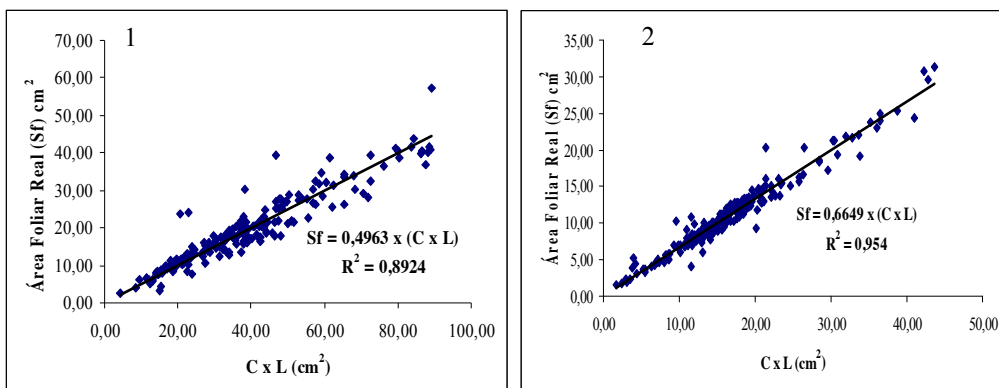 1
70,00
60,00
50,00
40,00
30,00
20,00
10,00
0,00
Área Foliar Real (Sf) cm²
Sf = 0,4963 x (C x L)
R² = 0,8924
0,00 20,00 40,00 60,00 80,00 100,00
C x L (cm²)
2
35,00
30,00
25,00
20,00
15,00
10,00
5,00
0,00
Área Foliar Real (Sf) cm²
Sf = 0,6649 x (C x L)
R² = 0,954
0,00 10,00 20,00 30,00 40,00 50,00
C x L (cm²)